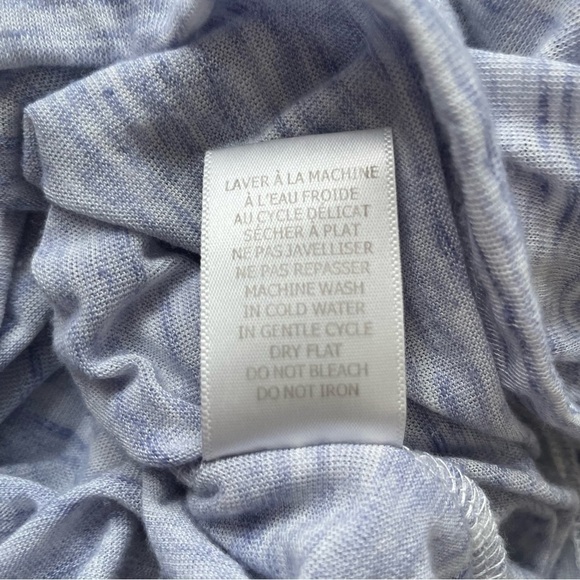 LAVER À LA MACHINE
À L'EAU FROIDE
AU CYCLE DÉLICAT
SÉCHER À PLAT
NE PAS JAVELLISER
NE PAS REPASSER
MACHINE WASH
IN COLD WATER
IN GENTLE CYCLE
DRY FLAT
DO NOT BLEACH
DO NOT IRON